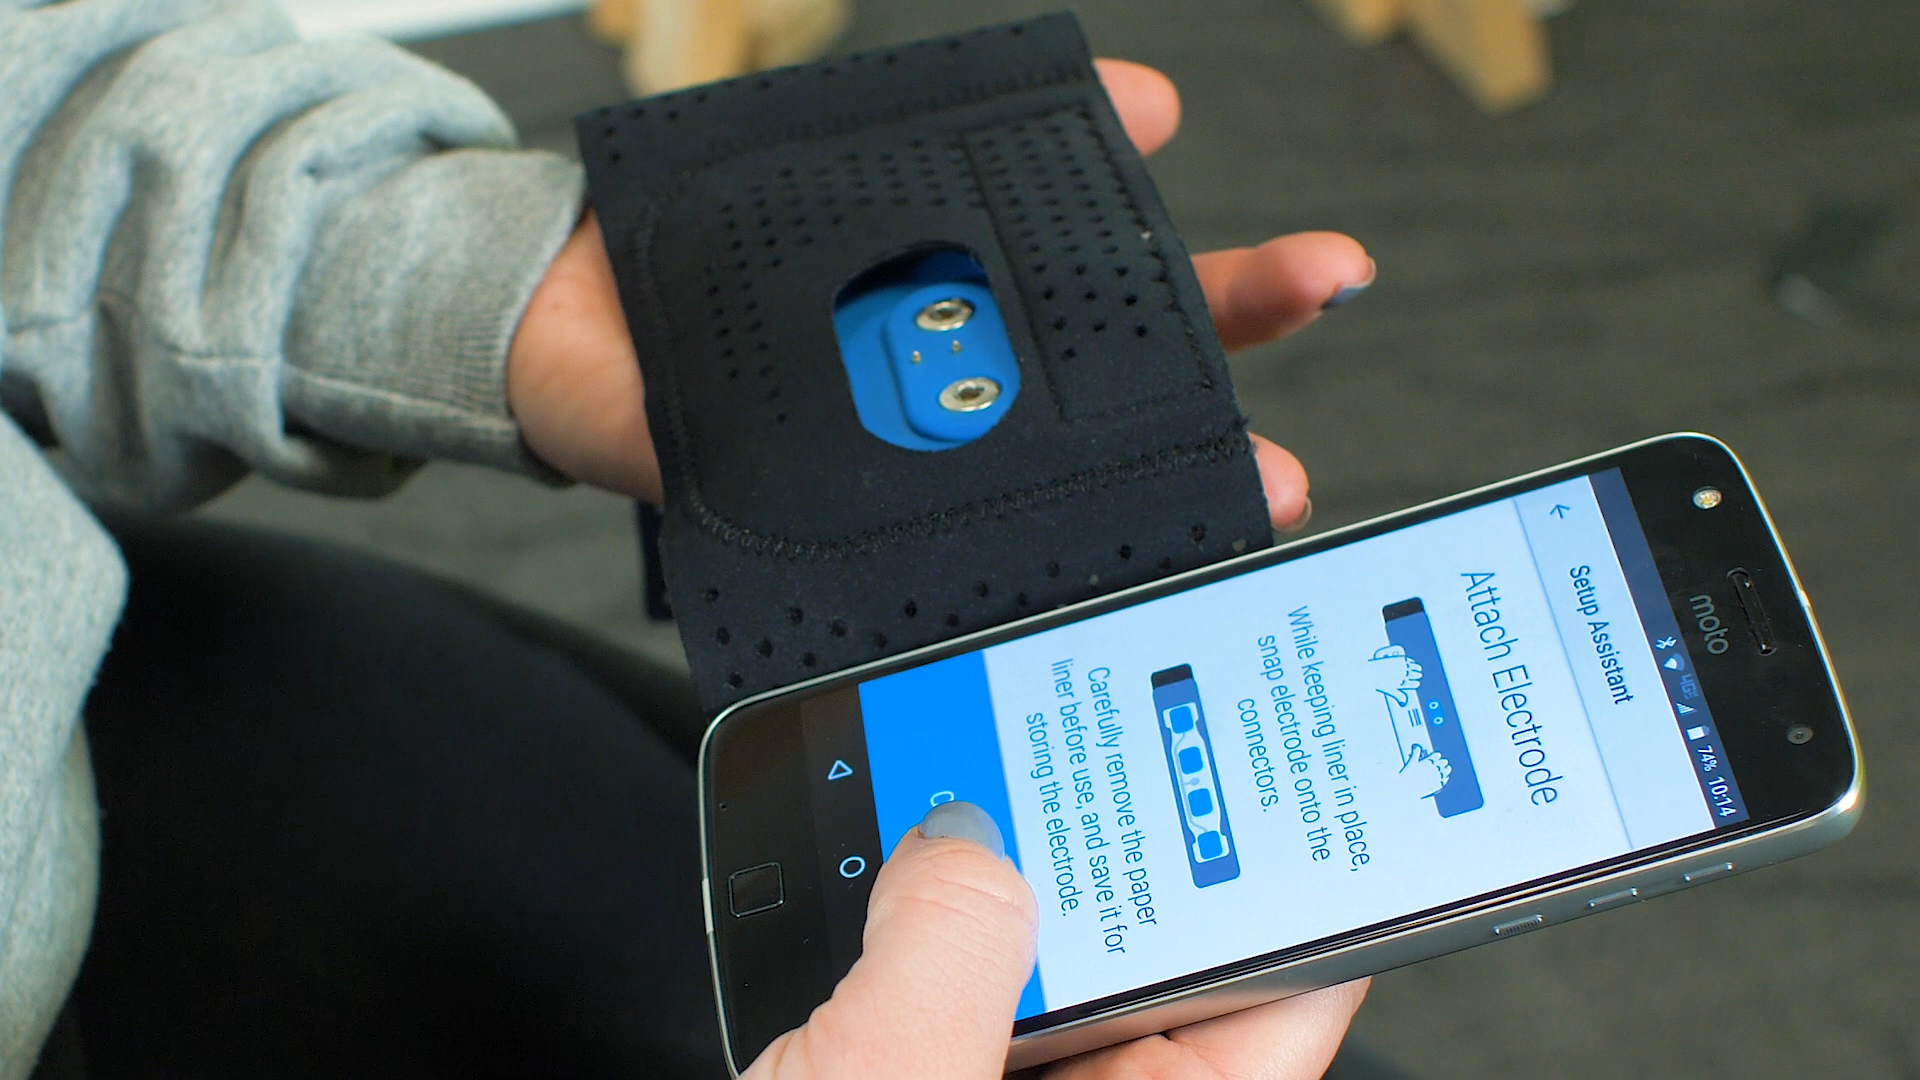 moto
4G
74% 10:14
Setup Assistant
Attach Electrode
While keeping liner in place,
snap electrode onto the
connectors.
Carefully remove the paper
liner before use, and save it for
storing the electrode.